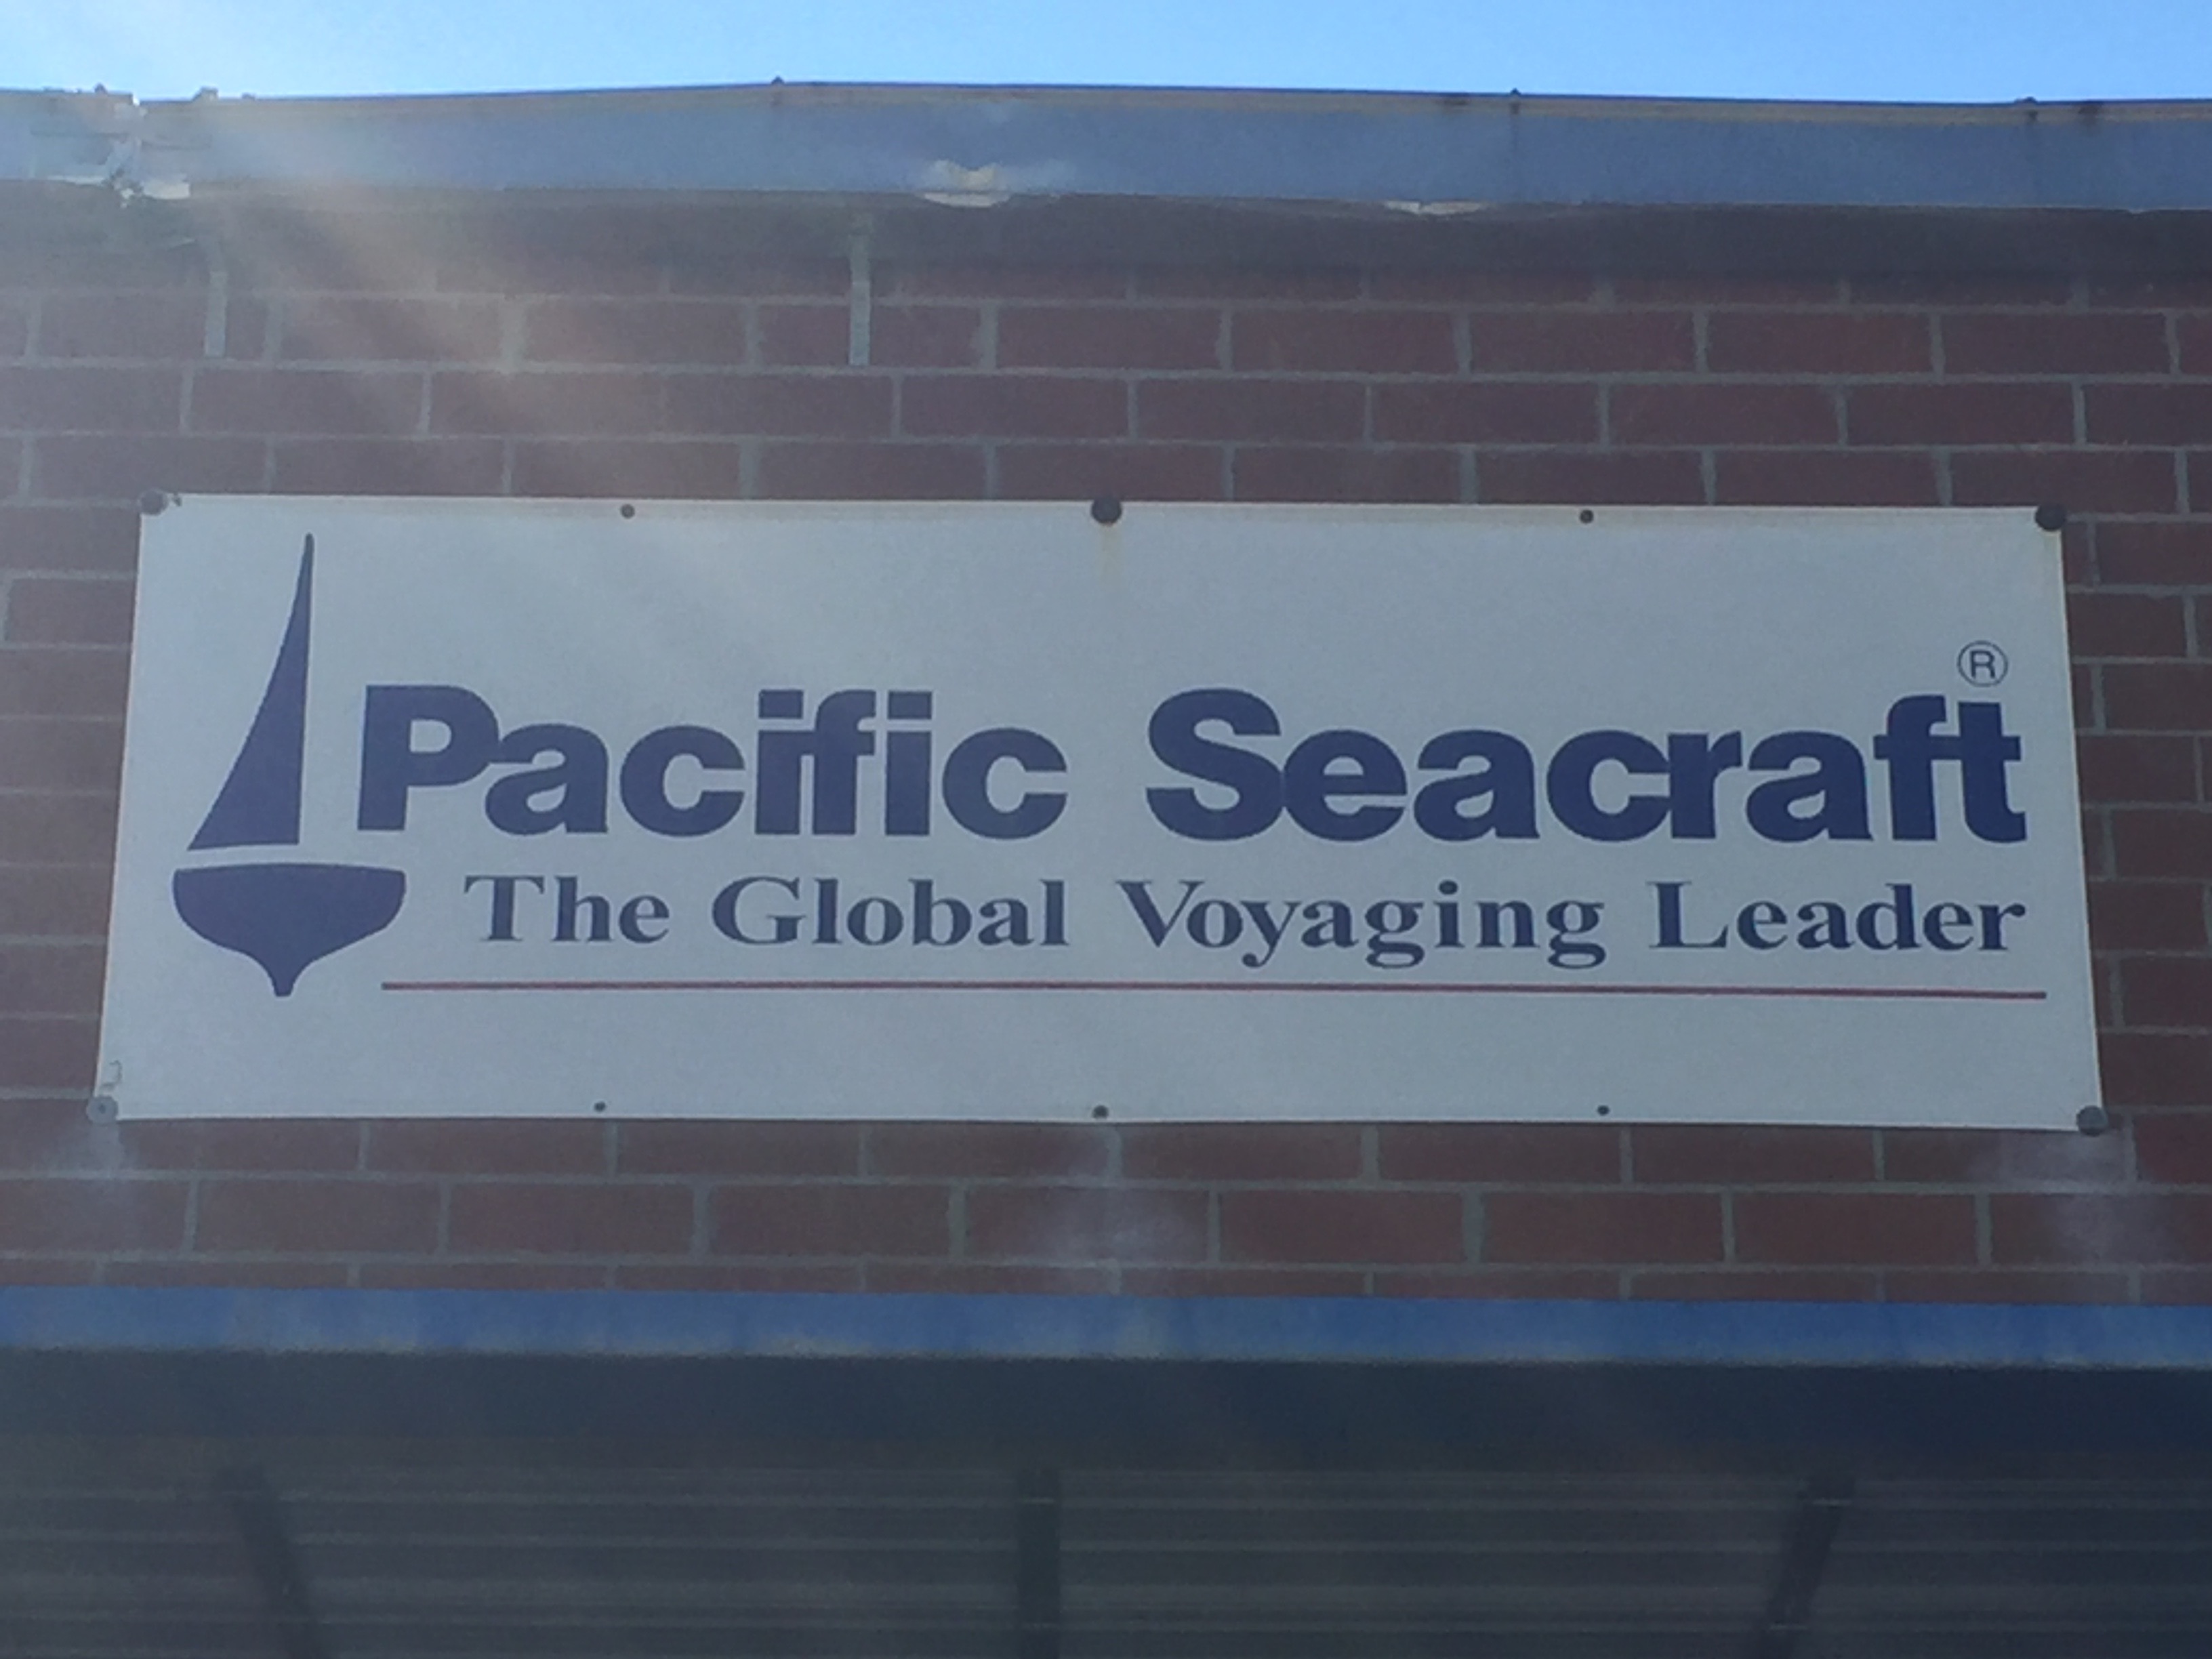 Pacific Seacraft®
The Global Voyaging Leader